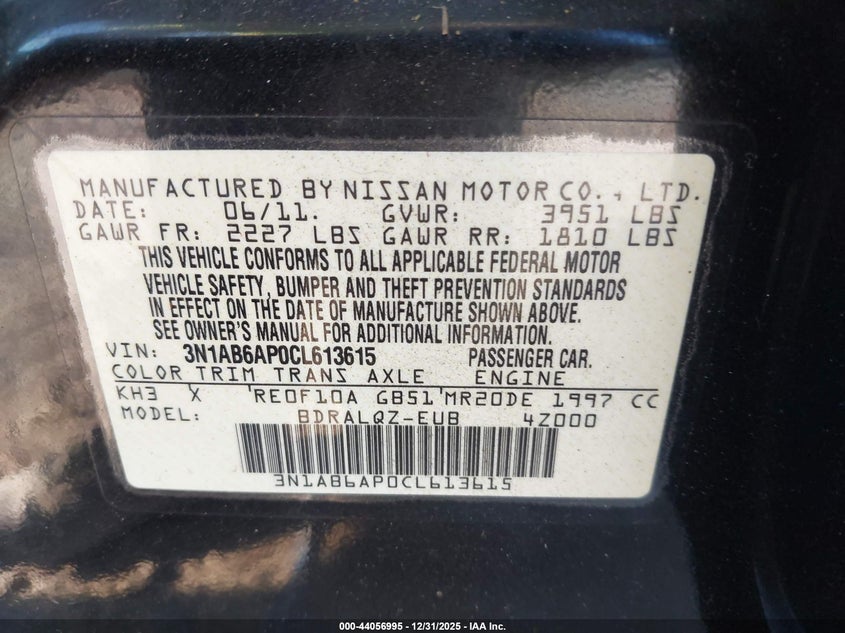 MANUFACTURED BY NISSAN MOTOR CO., LTD.
DATE: 06/11. GVWR: 3951 LBS
GAWR FR: 2227 LBS GAWR RR: 1810 LBS
THIS VEHICLE CONFORMS TO ALL APPLICABLE FEDERAL MOTOR
VEHICLE SAFETY, BUMPER AND THEFT PREVENTION STANDARDS
IN EFFECT ON THE DATE OF MANUFACTURE SHOWN ABOVE.
SEE OWNER'S MANUAL FOR ADDITIONAL INFORMATION.
VIN: 3N1AB6AP0CL613615 PASSENGER CAR.
COLOR TRIM TRANS AXLE ENGINE
KH3 X RE0F10A GB51 MR20DE 1997 CC
MODEL: BDRALQZ-EUB 4Z000
3N1AB6AP0CL613615
000-44056995 - 12/31/2025 - IAA Inc.